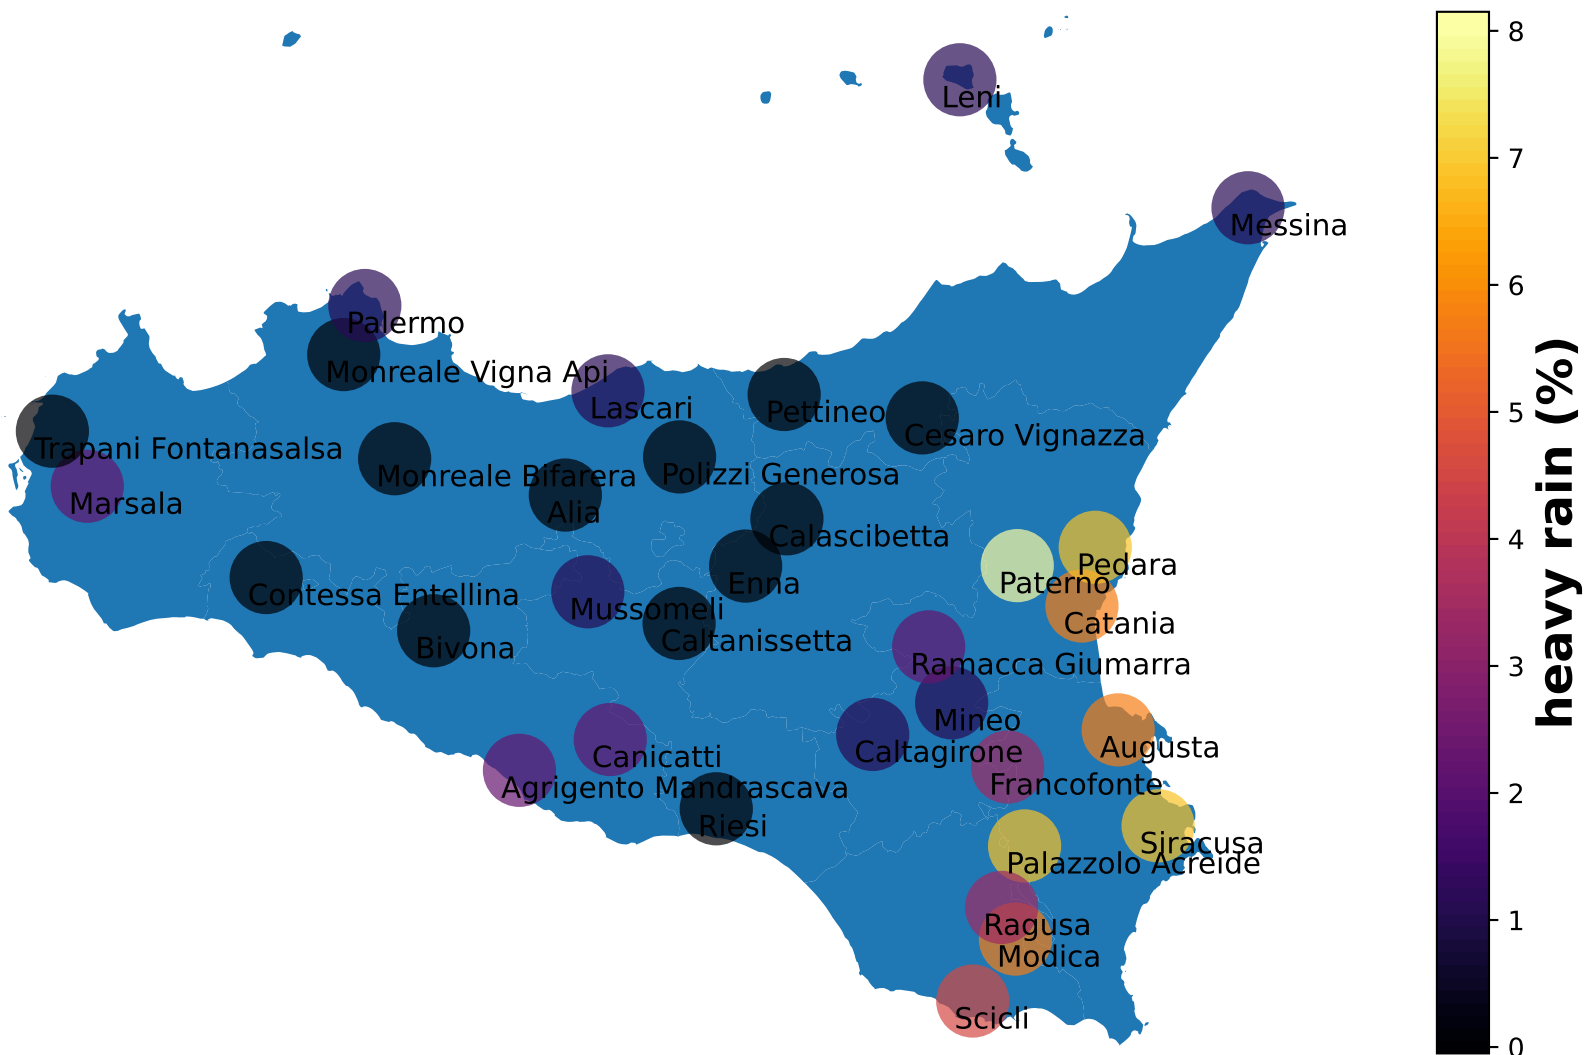 Leni
Messina
Palermo
Monreale Vigna Api
Lascari
Pettineo
Cesaro Vignazza
Trapani Fontanasalsa
Monreale Bifarera
Polizzi Generosa
Marsala
Alia
Calascibetta
Pedara
Paterno
Enna
Contessa Entellina
Mussomeli
Catania
Caltanissetta
Bivona
Ramacca Giumarra
Mineo
Caltagirone
Augusta
Canicatti
Francofonte
Agrigento Mandrascava
Riesi
Siracusa
Palazzolo Acreide
Ragusa
Modica
Scicli
8
7
6
5
4
3
2
1
0
heavy rain (%)